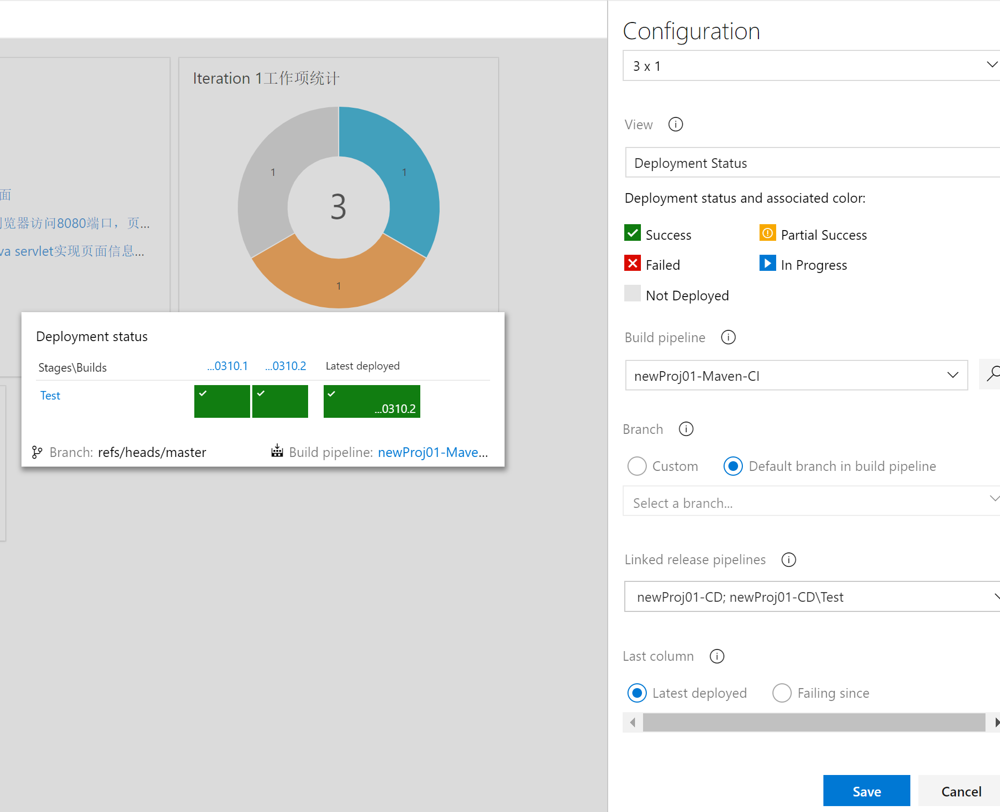 Iteration 1工作项统计
1
1
3
1
面
览器访问8080端口，页...
va servlet实现页面信息...
Deployment status
Stages\Builds
...0310.1
...0310.2
Latest deployed
Test
...0310.2
Branch: refs/heads/master
Build pipeline: newProj01-Mave...
Configuration
3 x 1
View
Deployment Status
Deployment status and associated color:
Success
Partial Success
Failed
In Progress
Not Deployed
Build pipeline
newProj01-Maven-CI
Branch
Custom
Default branch in build pipeline
Select a branch...
Linked release pipelines
newProj01-CD; newProj01-CD\Test
Last column
Latest deployed
Failing since
Save
Cancel